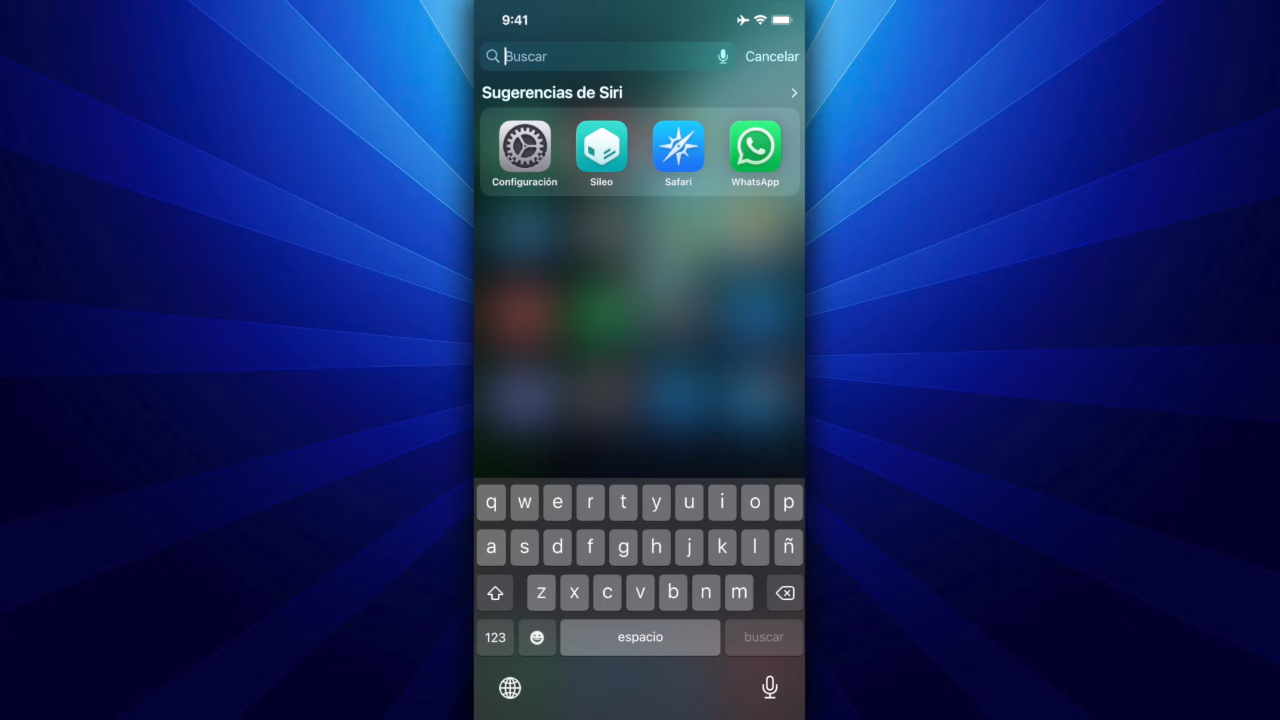 9:41
Buscar
Cancelar
Sugerencias de Siri
Configuración Sileo Safari WhatsApp
q w e r t y u i o p
a s d f g h j k l ñ
z x c v b n m
123 espacio buscar